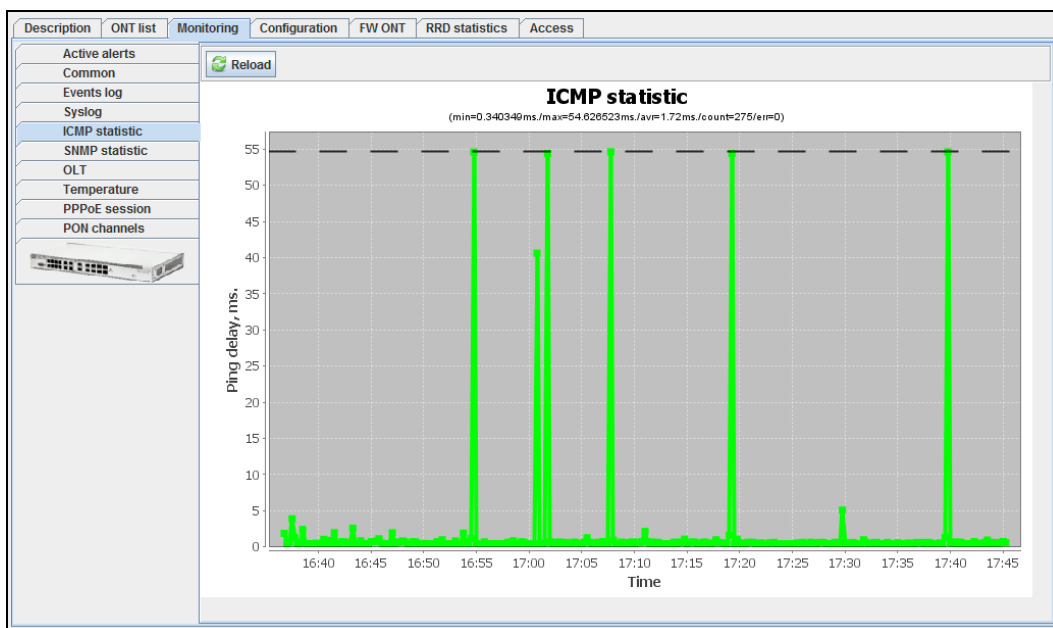 Description ONT list Monitoring Configuration FW ONT RRD statistics Access
Active alerts
Common
Events log
Syslog
ICMP statistic
SNMP statistic
OLT
Temperature
PPPoE session
PON channels
Reload
ICMP statistic
(min=0.340349ms./max=54.626523ms./avr=1.72ms./count=275/err=0)
Ping delay, ms.
55
50
45
40
35
30
25
20
15
10
5
0
16:40 16:45 16:50 16:55 17:00 17:05 17:10 17:15 17:20 17:25 17:30 17:35 17:40 17:45
Time